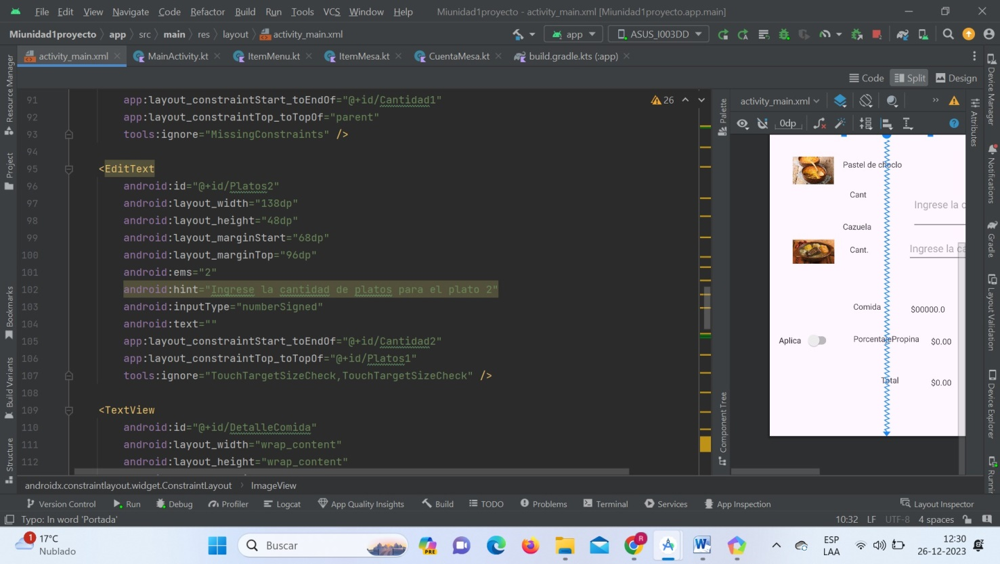 File Edit View Navigate Code Refactor Build Run Tools VCS Window Help Miunidad1proyecto - activity_main.xml [Miunidad1proyecto.app.main]
Miunidad1proyecto app src main res layout activity_main.xml app ASUS_I003DD
activity_main.xml MainActivity.kt ItemMenu.kt ItemMesa.kt CuentaMesa.kt build.gradle.kts (:app)
Code Split Design
Resource Manager
Project
Bookmarks
Build Variants
Structure
91 app:layout_constraintStart_toEndOf="@+id/Cantidad1"
92 app:layout_constraintTop_toTopOf="parent"
93 tools:ignore="MissingConstraints" />
94
95 <EditText
96 android:id="@+id/Platos2"
97 android:layout_width="138dp"
98 android:layout_height="48dp"
99 android:layout_marginStart="68dp"
100 android:layout_marginTop="96dp"
101 android:ems="2"
102 android:hint="Ingrese la cantidad de platos para el plato 2"
103 android:inputType="numberSigned"
104 android:text=""
105 app:layout_constraintStart_toEndOf="@+id/Cantidad2"
106 app:layout_constraintTop_toTopOf="@+id/Platos1"
107 tools:ignore="TouchTargetSizeCheck,TouchTargetSizeCheck" />
108
109 <TextView
110 android:id="@+id/DetalleComida"
111 android:layout_width="wrap_content"
112 android:layout_height="wrap_content"
26
Palette
Component Tree
activity_main.xml
0dp
Pastel de choclo
Cant
Ingrese la c
Cazuela
Cant.
Ingrese la ca
Comida $00000.0
Aplica PorcentajePropina $0.00
Total $0.00
Attributes
Device Manager
Notifications
Gradle
Layout Validation
Device Explorer
androidx.constraintlayout.widget.ConstraintLayout ImageView
Version Control Run Debug Profiler Logcat App Quality Insights Build TODO Problems Terminal Services App Inspection Layout Inspector
Typo: In word 'Portada' 10:32 LF UTF-8 4 spaces
1 17°C
Nublado
Buscar
PRE
R
ESP
LAA
12:30
26-12-2023